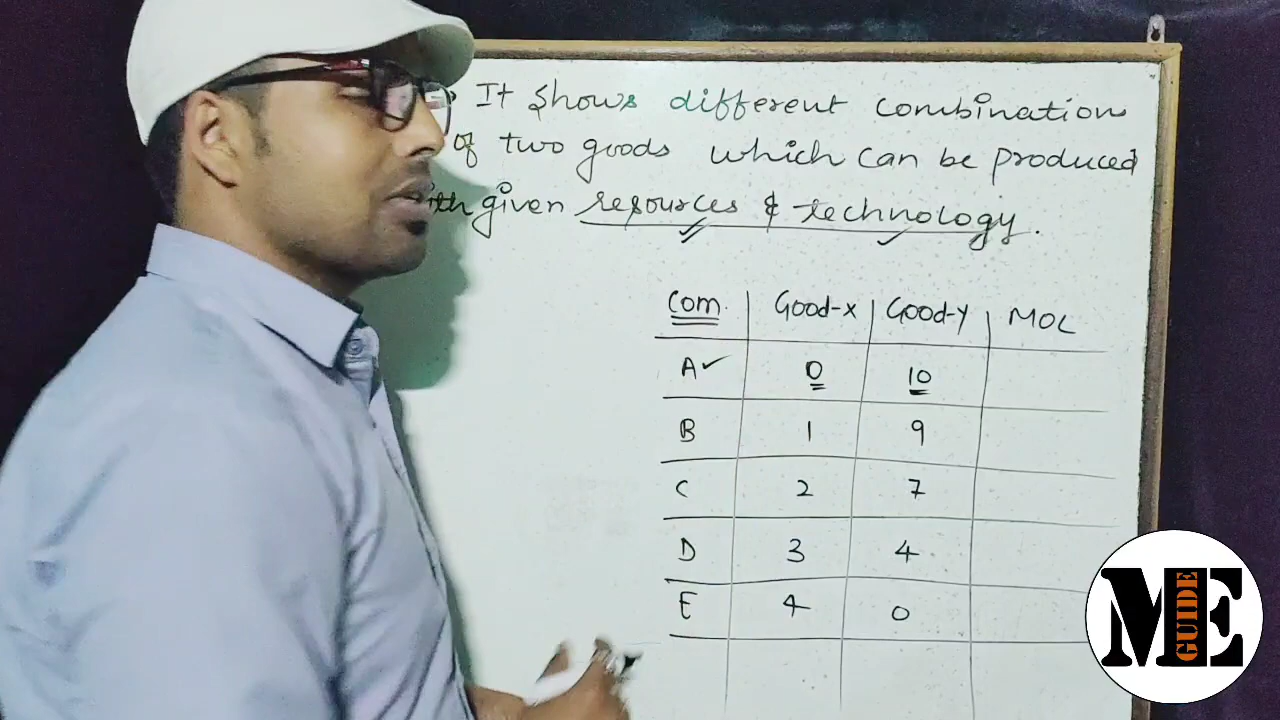 It shows different combination
of two goods which can be produced
given resources & technology.
Com. Good-x Good-y MOC
A 0 10
B 1 9
C 2 7
D 3 4
E 4 0
ME
GUIDE